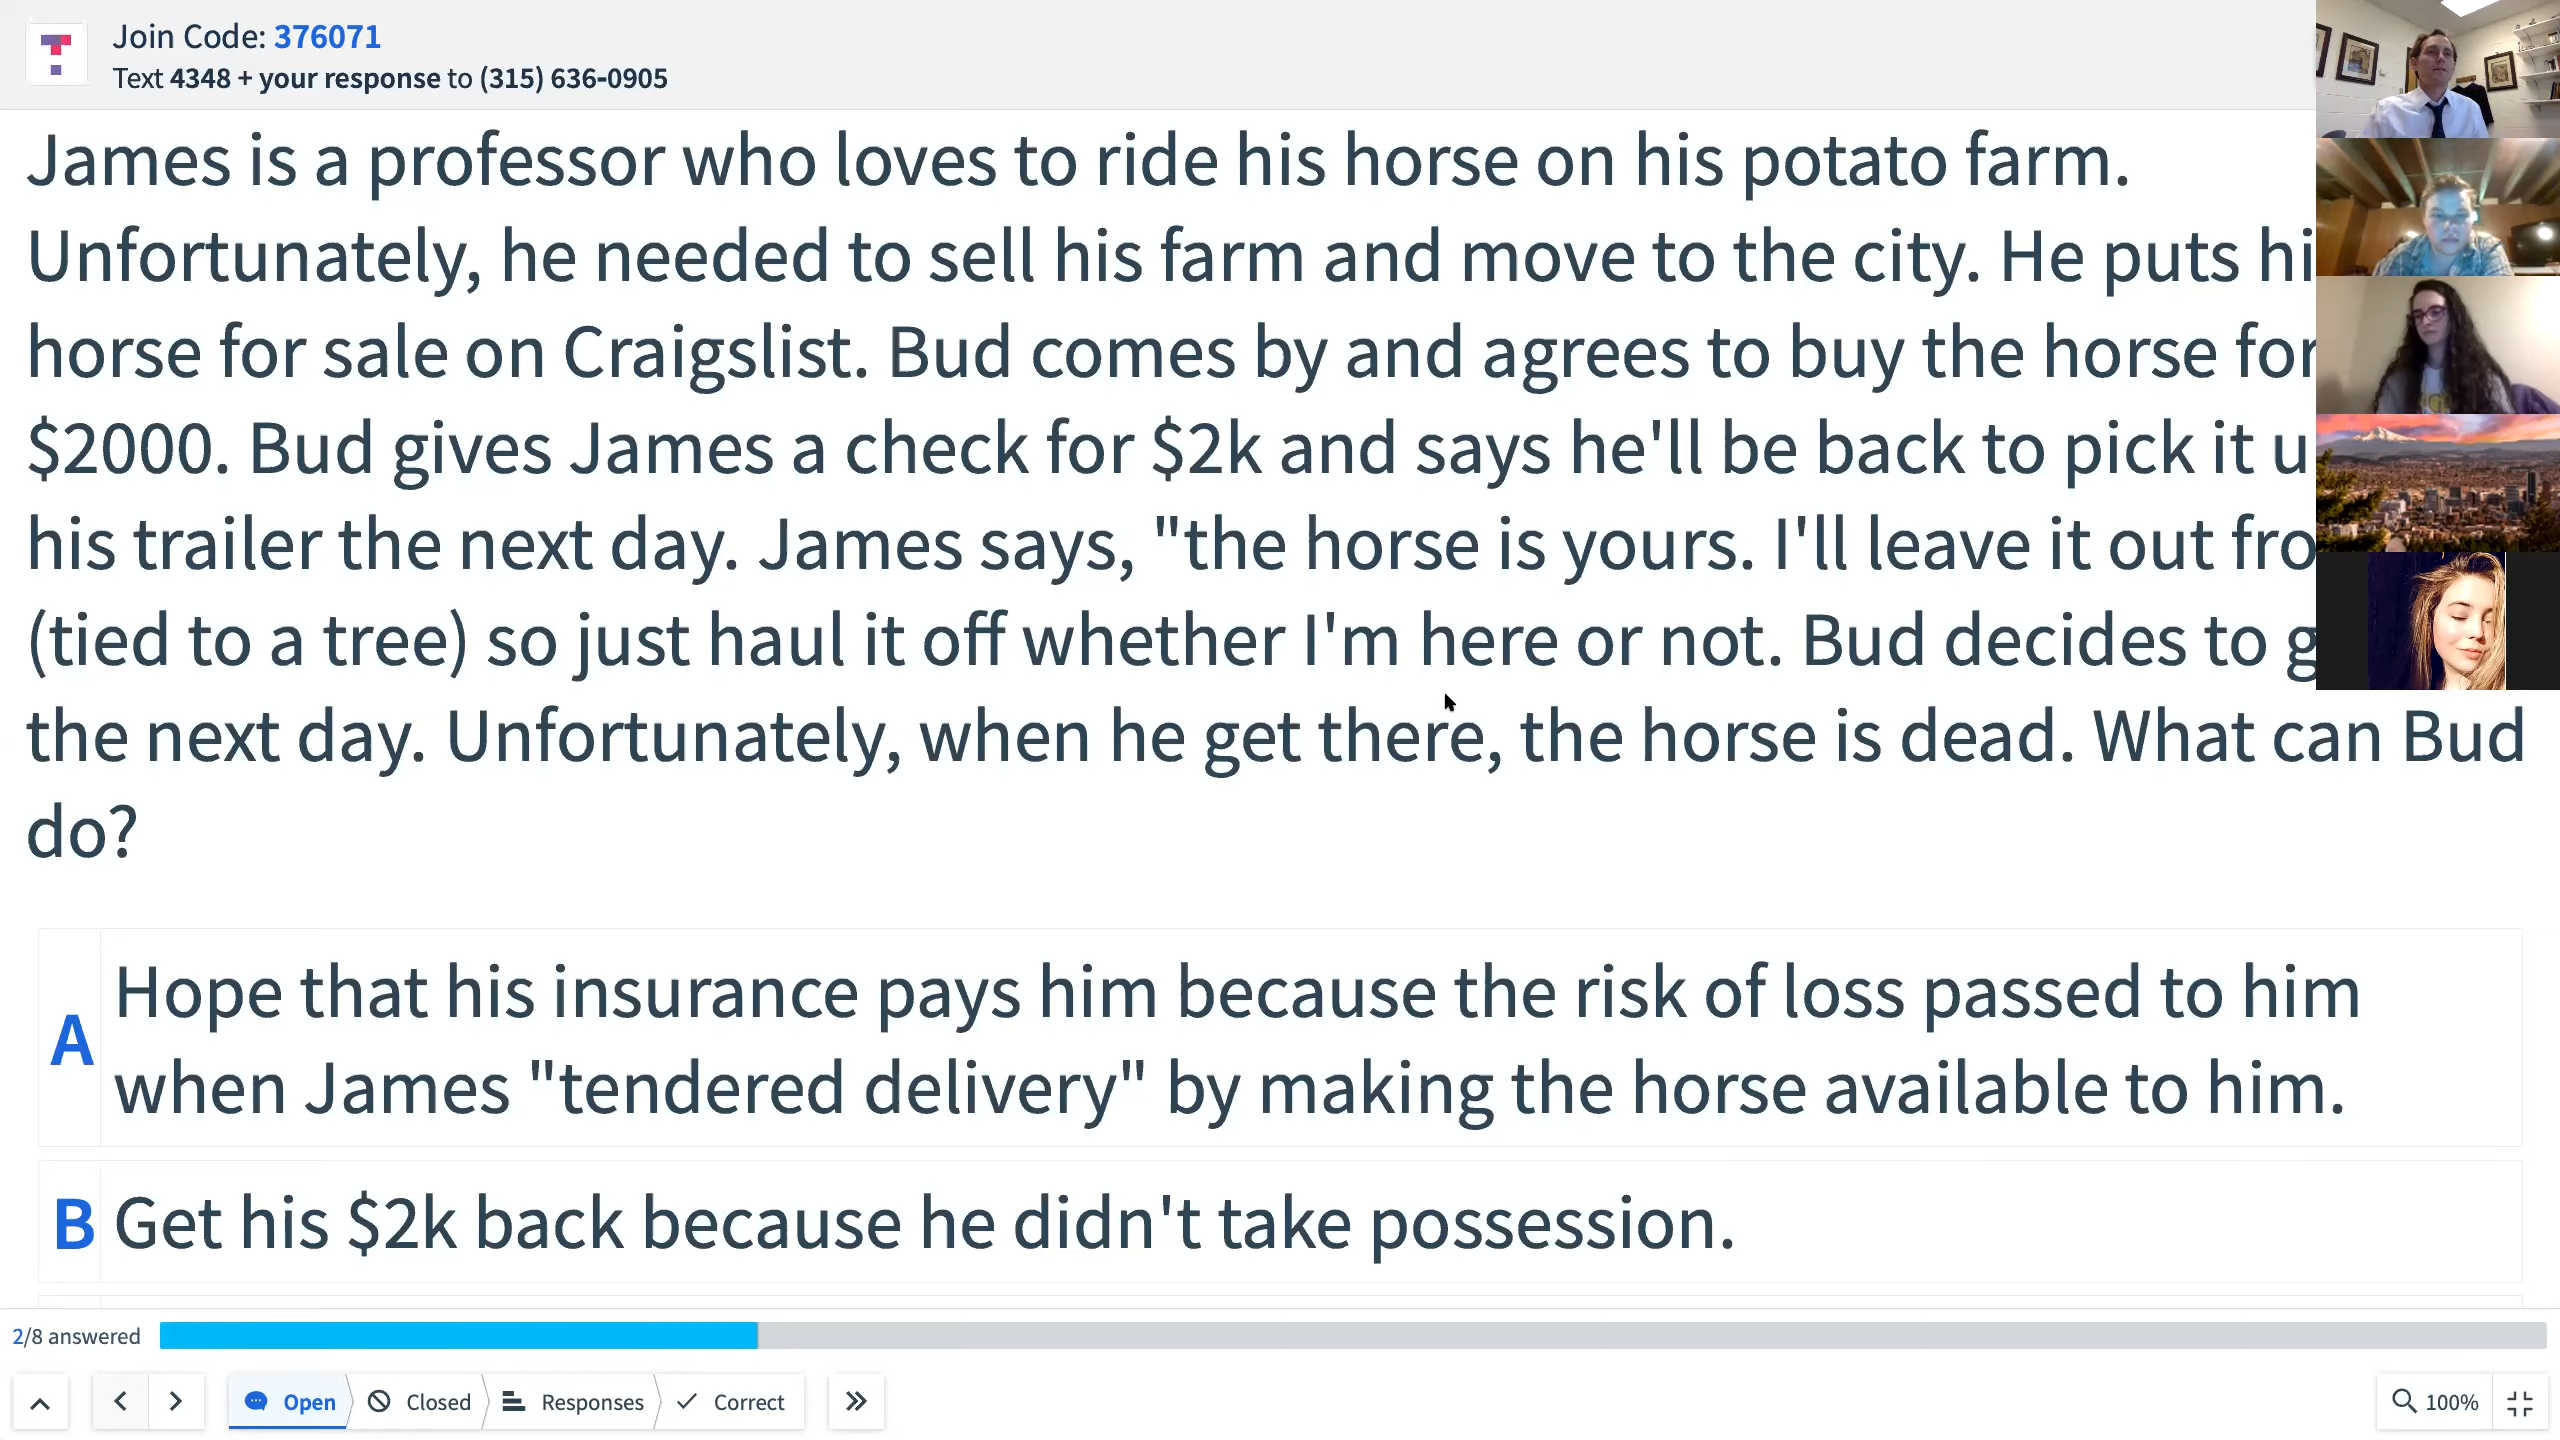 Join Code: 376071
Text 4348 + your response to (315) 636-0905
James is a professor who loves to ride his horse on his potato farm.
Unfortunately, he needed to sell his farm and move to the city. He puts hi
horse for sale on Craigslist. Bud comes by and agrees to buy the horse for
$2000. Bud gives James a check for $2k and says he'll be back to pick it u
his trailer the next day. James says, "the horse is yours. I'll leave it out fro
(tied to a tree) so just haul it off whether I'm here or not. Bud decides to g
the next day. Unfortunately, when he get there, the horse is dead. What can Bud
do?
A Hope that his insurance pays him because the risk of loss passed to him
when James "tendered delivery" by making the horse available to him.
B Get his $2k back because he didn't take possession.
2/8 answered
Open Closed Responses Correct 100%